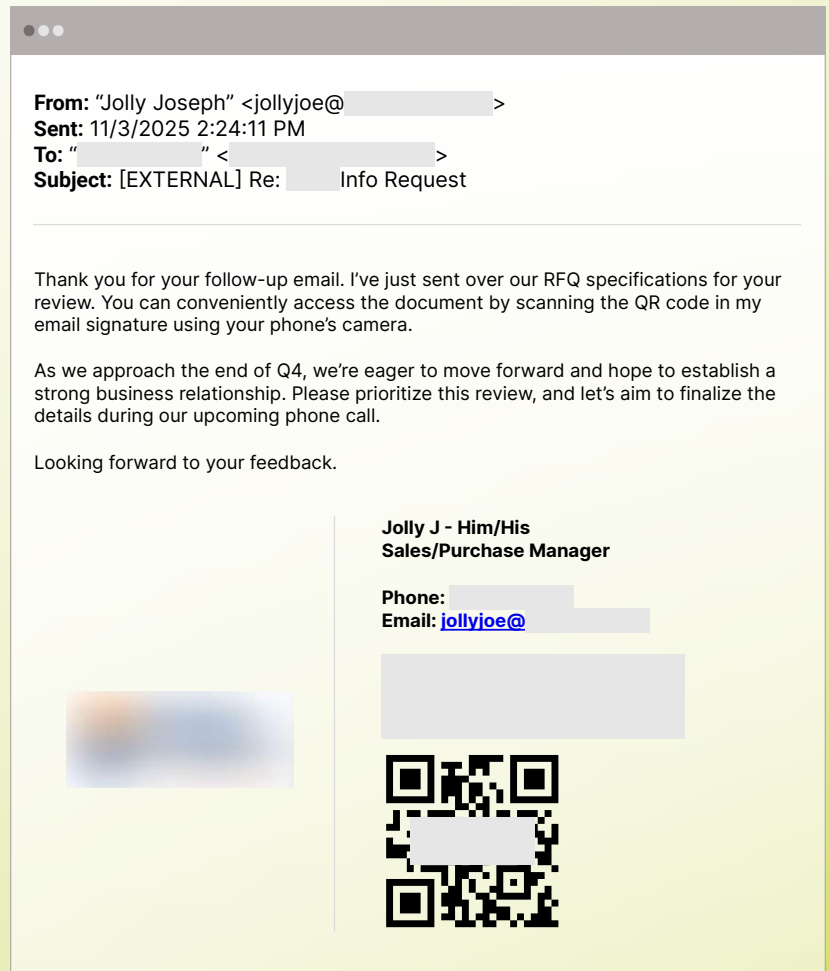 From: “Jolly Joseph” <jollyjoe@ >
Sent: 11/3/2025 2:24:11 PM
To: “ ” < >
Subject: [EXTERNAL] Re: Info Request
Thank you for your follow-up email. I’ve just sent over our RFQ specifications for your
review. You can conveniently access the document by scanning the QR code in my
email signature using your phone’s camera.
As we approach the end of Q4, we’re eager to move forward and hope to establish a
strong business relationship. Please prioritize this review, and let’s aim to finalize the
details during our upcoming phone call.
Looking forward to your feedback.
Jolly J - Him/His
Sales/Purchase Manager
Phone:
Email: jollyjoe@